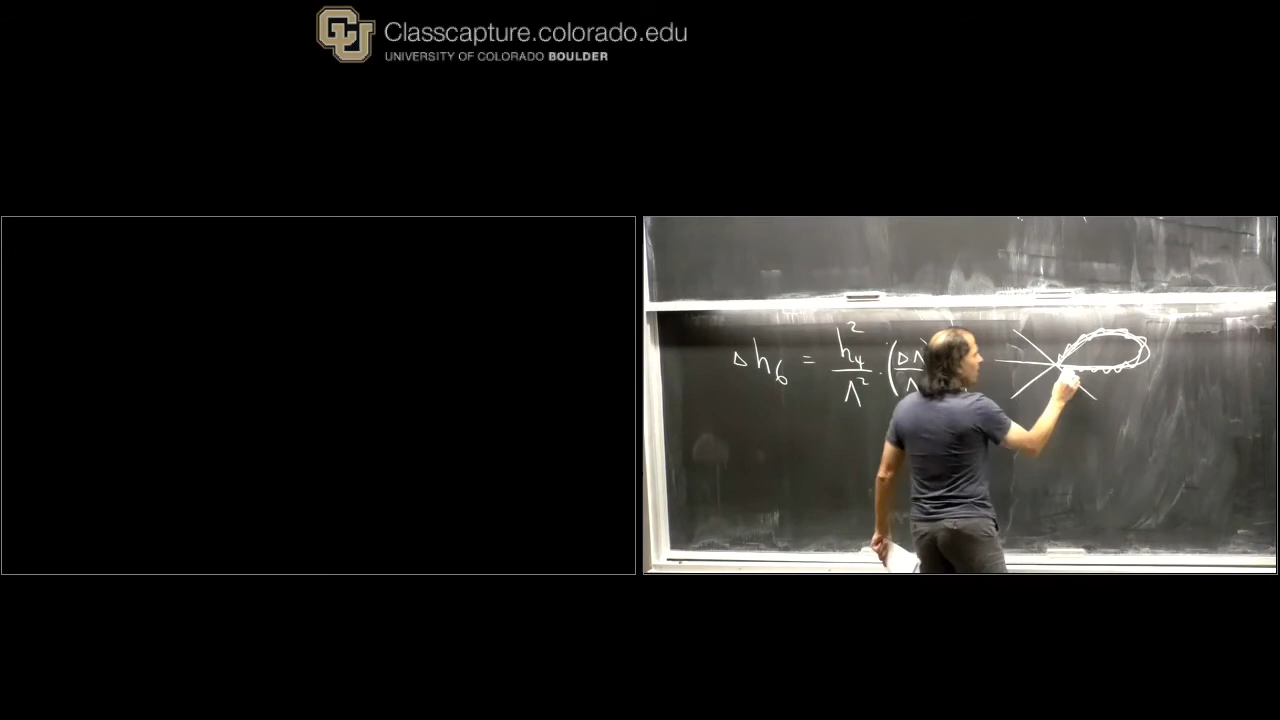 Classcapture.colorado.edu
UNIVERSITY OF COLORADO BOULDER
Δh₆ = h₄²/Λ² · (ΔΛ/Λ